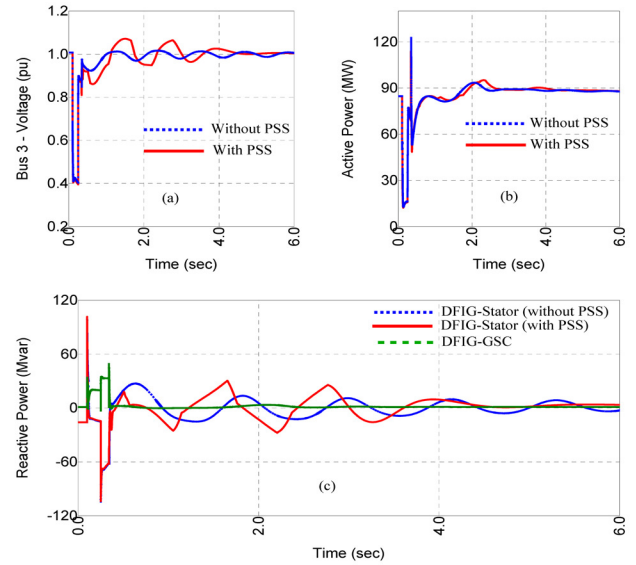 1.2
1.0
0.8
0.6
0.4
0.2
Bus 3 - Voltage (pu)
Without PSS
With PSS
(a)
0.0
2.0
4.0
6.0
Time (sec)
120
90
60
30
0
Active Power (MW)
Without PSS
With PSS
(b)
0.0
2.0
4.0
6.0
Time (sec)
120
60
0
-60
-120
Reactive Power (Mvar)
DFIG-Stator (without PSS)
DFIG-Stator (with PSS)
DFIG-GSC
(c)
0.0
2.0
4.0
6.0
Time (sec)